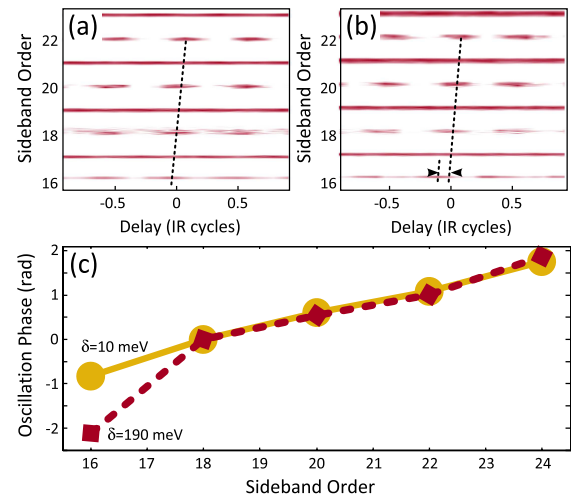 (a)
(b)
Sideband Order
22
20
18
16
-0.5
0
0.5
Delay (IR cycles)
Sideband Order
22
20
18
16
-0.5
0
0.5
Delay (IR cycles)
(c)
Oscillation Phase (rad)
2
1
0
-1
-2
δ=10 meV
δ=190 meV
16
17
18
19
20
21
22
23
24
Sideband Order